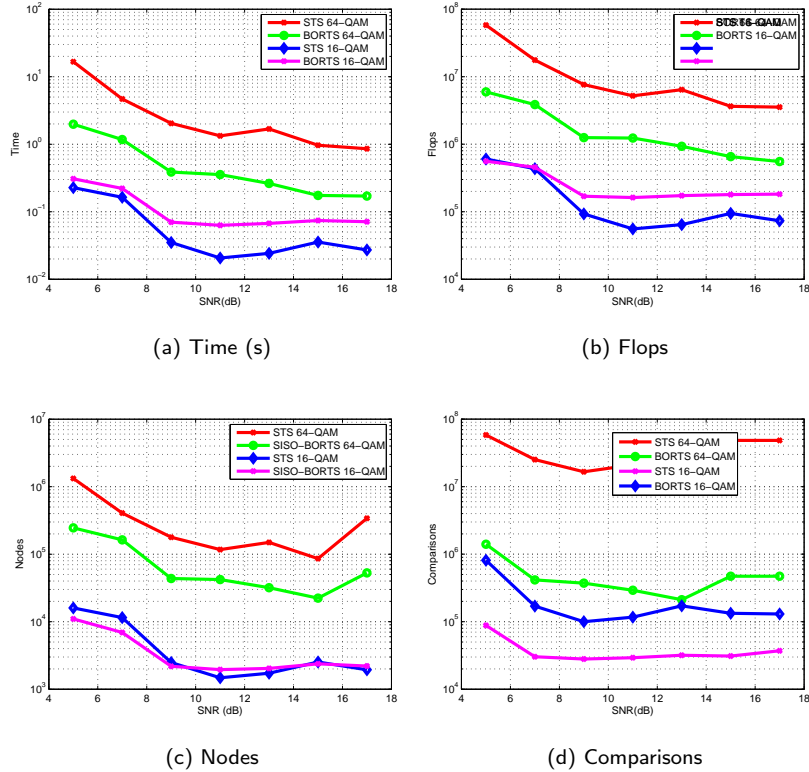 10^2
10^1
10^0
10^-1
10^-2
Time
4 6 8 10 12 14 16 18
SNR(dB)
STS 64-QAM
BORTS 64-QAM
STS 16-QAM
BORTS 16-QAM
(a) Time (s)
10^8
10^7
10^6
10^5
10^4
Flops
4 6 8 10 12 14 16 18
SNR(dB)
BORTS 16-QAM
(b) Flops
10^7
10^6
10^5
10^4
10^3
Nodes
4 6 8 10 12 14 16 18
SNR (dB)
STS 64-QAM
SISO-BORTS 64-QAM
STS 16-QAM
SISO-BORTS 16-QAM
(c) Nodes
10^8
10^7
10^6
10^5
10^4
Comparisons
4 6 8 10 12 14 16 18
SNR(dB)
STS 64-QAM
BORTS 64-QAM
STS 16-QAM
BORTS 16-QAM
(d) Comparisons